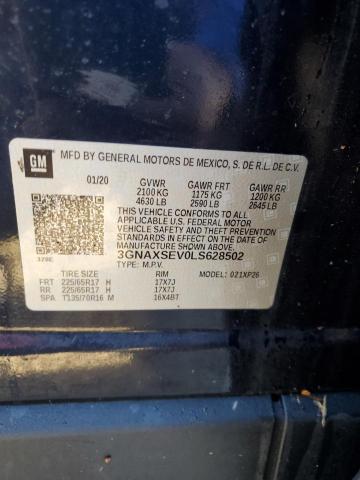 GM MFD BY GENERAL MOTORS DE MEXICO, S. DE R.L. DE C.V.
01/20 GVWR GAWR FRT GAWR RR
2100 KG 1175 KG 1200 KG
4630 LB 2590 LB 2645 LB
THIS VEHICLE CONFORMS TO ALL APPLICABLE U.S. FEDERAL MOTOR
VEHICLE SAFETY, BUMPER, AND THEFT PREVENTION STANDARDS IN
EFFECT ON THE DATE OF MANUFACTURE SHOWN ABOVE.
3GNAXSEV0LS628502
TYPE: M.P.V. MODEL: 021XP26
TIRE SIZE RIM
FRT 225/65R17 H 17X7J
RR 225/65R17 H 17X7J
SPA T135/70R16 M 16X4BT